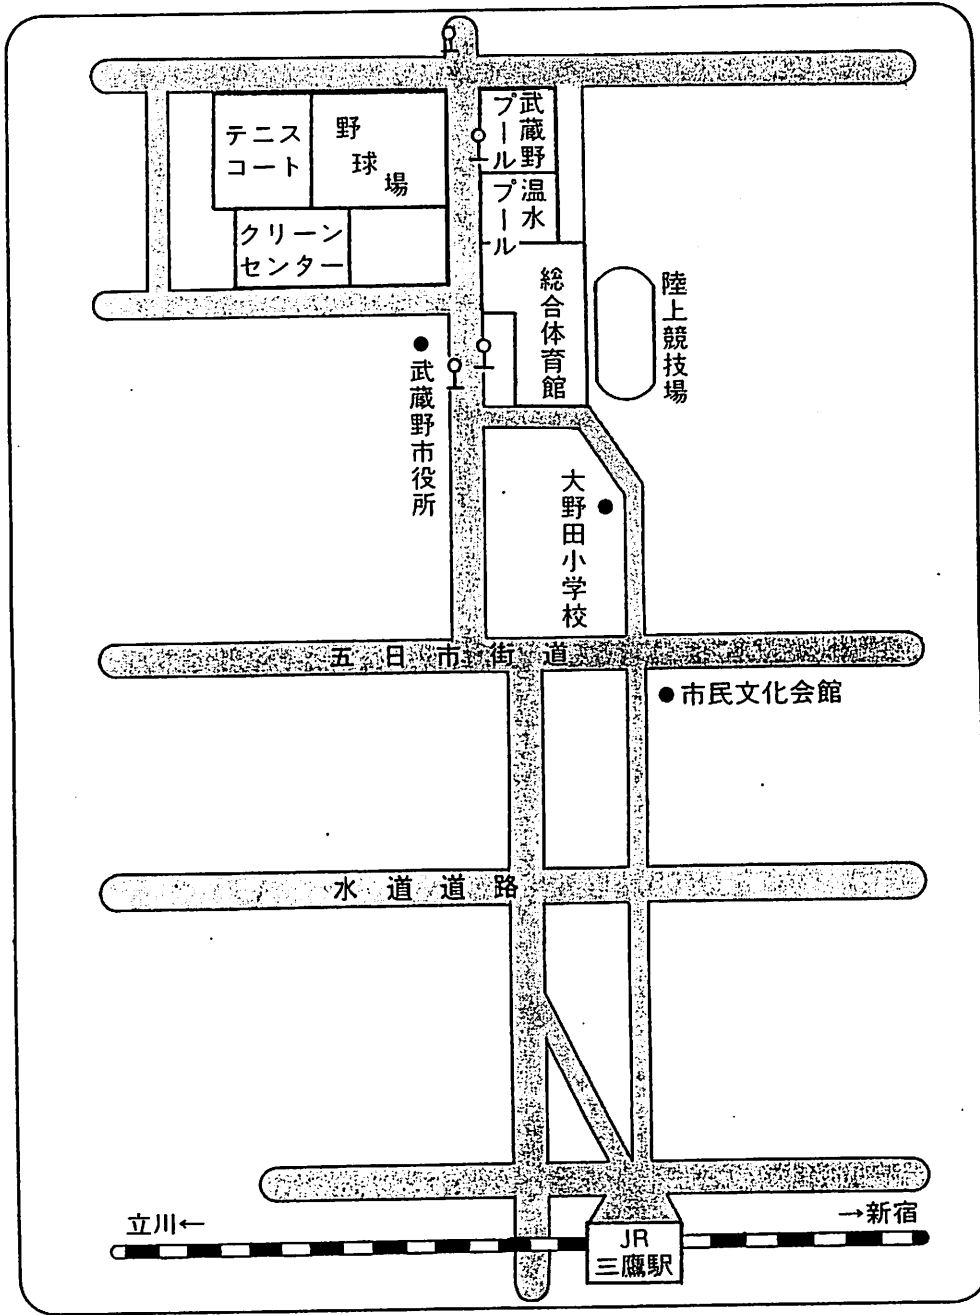 テニス
コート
野球場
武蔵野
プール
温水
プール
クリーン
センター
総合体育館
陸上競技場
武蔵野市役所
大野田小学校
五日市街道
市民文化会館
水道道路
立川←
→新宿
JR
三鷹駅